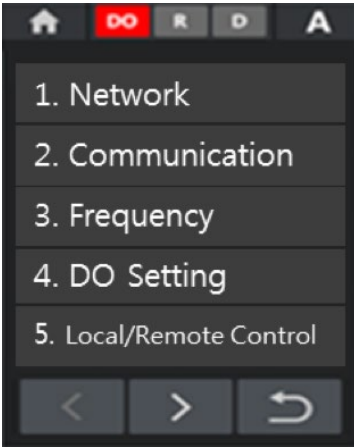 DO R D A
1. Network
2. Communication
3. Frequency
4. DO Setting
5. Local/Remote Control